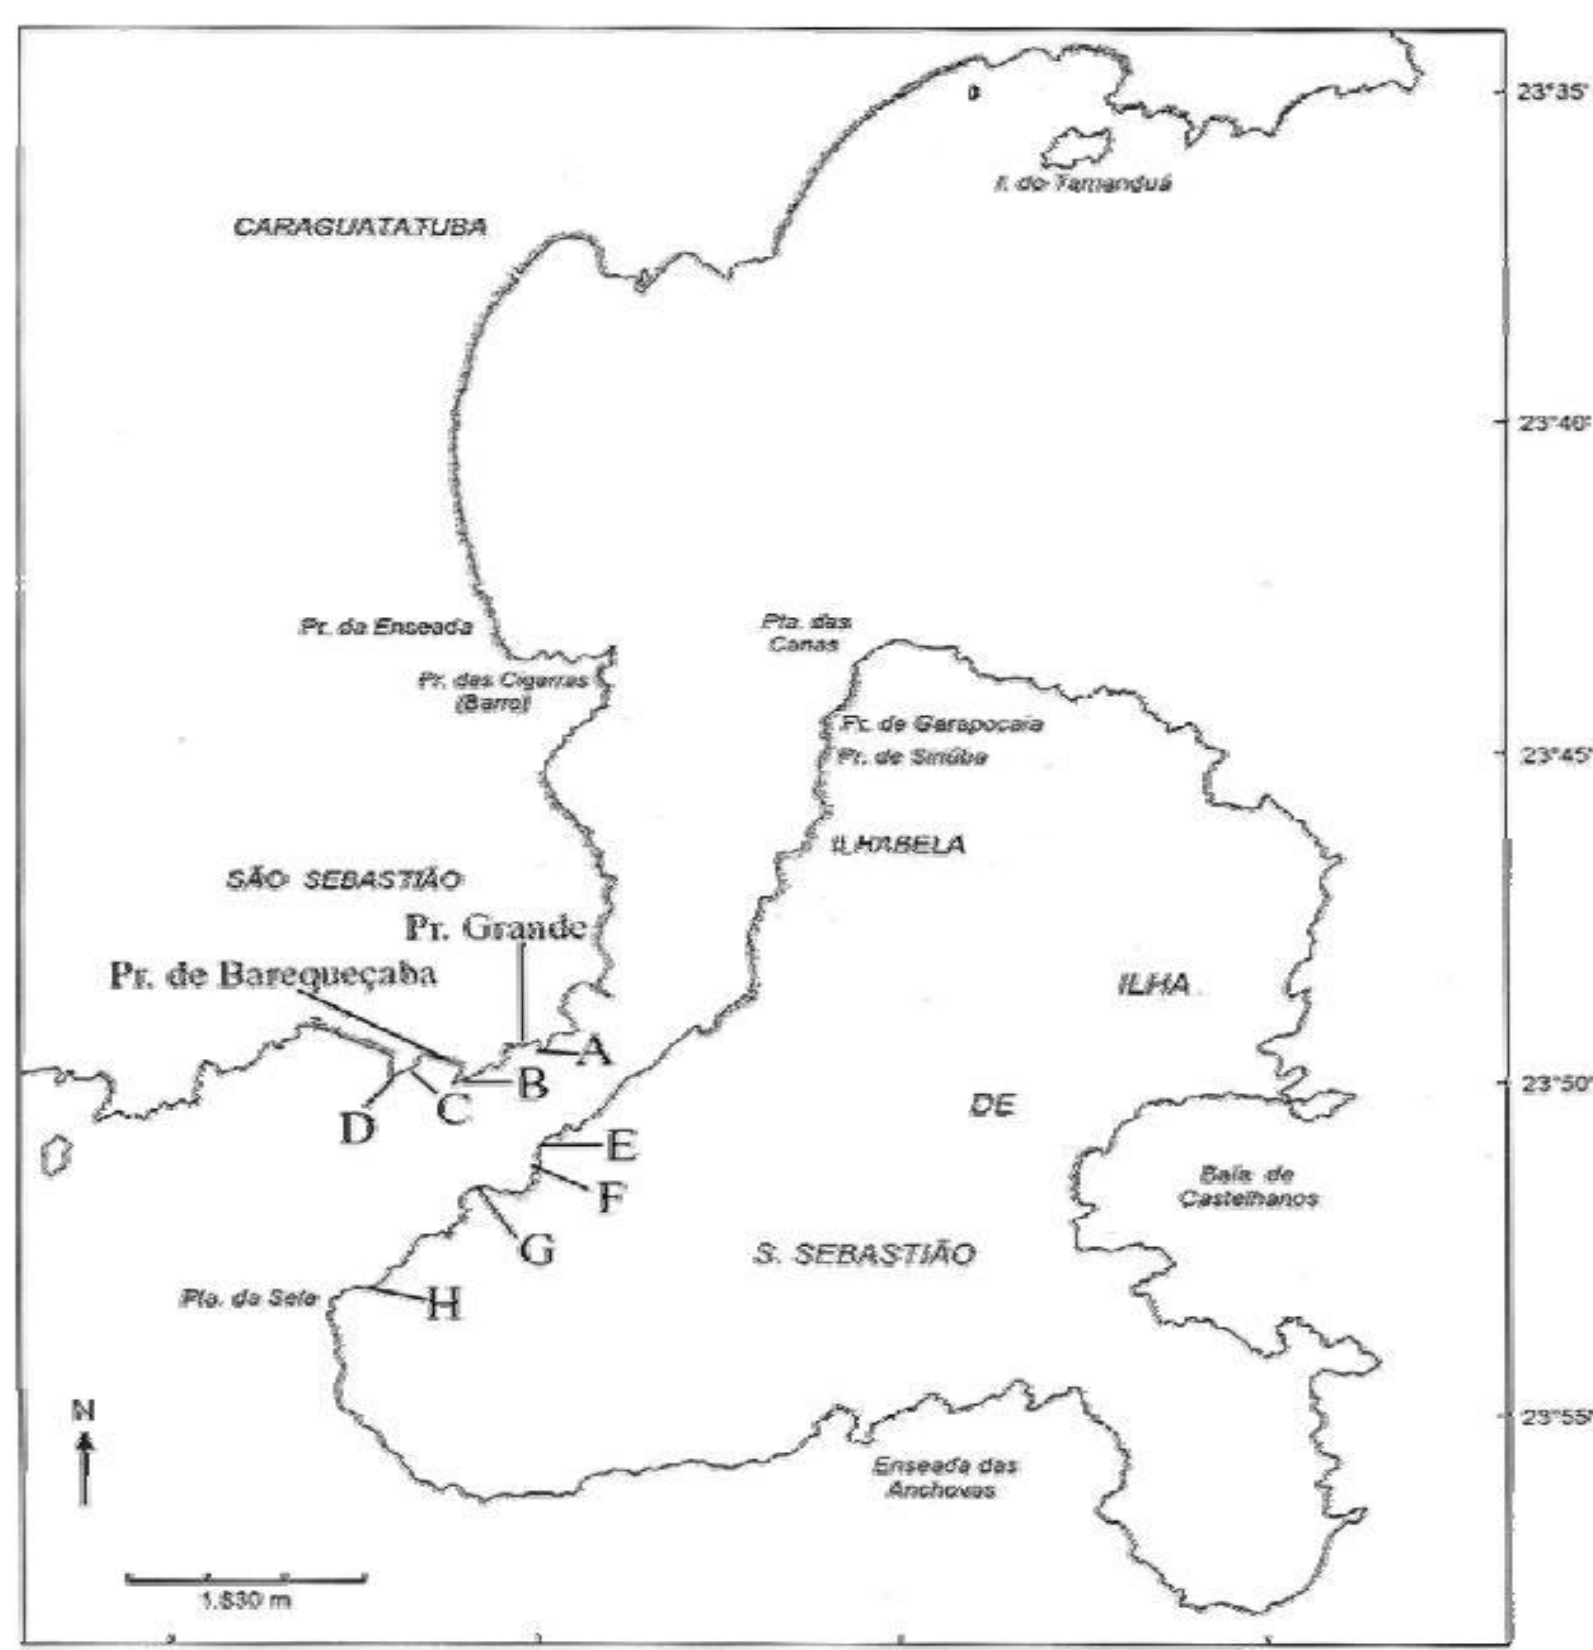 23°35'
I. do Tamanduá
CARAGUATATUBA
23°40'
Pr. da Enseada
Pta. das
Canas
Pr. das Cigarras
(Barro)
Pr. de Garapocaia
Pr. de Siriúba
23°45'
ILHABELA
SÃO SEBASTIÃO
Pr. Grande
Pr. de Barequeçaba
ILHA
A
B
C
D
23°50'
DE
E
F
G
Baía de
Castelhanos
S. SEBASTIÃO
Pta. da Sela
H
N
23°55'
Enseada das
Anchovas
1.830 m